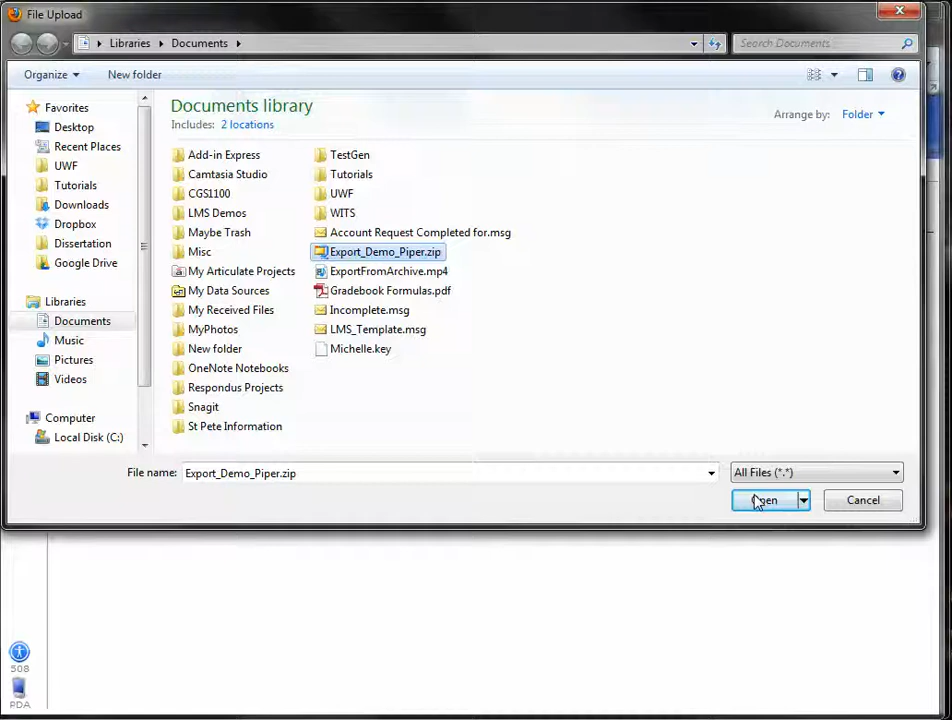 File Upload
Libraries Documents
Search Documents
Organize New folder
Documents library
Includes: 2 locations
Arrange by: Folder
Favorites
Desktop
Recent Places
UWF
Tutorials
Downloads
Dropbox
Dissertation
Google Drive
Libraries
Documents
Music
Pictures
Videos
Computer
Local Disk (C:)
Add-in Express
Camtasia Studio
CGS1100
LMS Demos
Maybe Trash
Misc
My Articulate Projects
My Data Sources
My Received Files
MyPhotos
New folder
OneNote Notebooks
Respondus Projects
Snagit
St Pete Information
TestGen
Tutorials
UWF
WITS
Account Request Completed for.msg
Export_Demo_Piper.zip
ExportFromArchive.mp4
Gradebook Formulas.pdf
Incomplete.msg
LMS_Template.msg
Michelle.key
File name: Export_Demo_Piper.zip
All Files (*.*)
Open Cancel
508
PDA